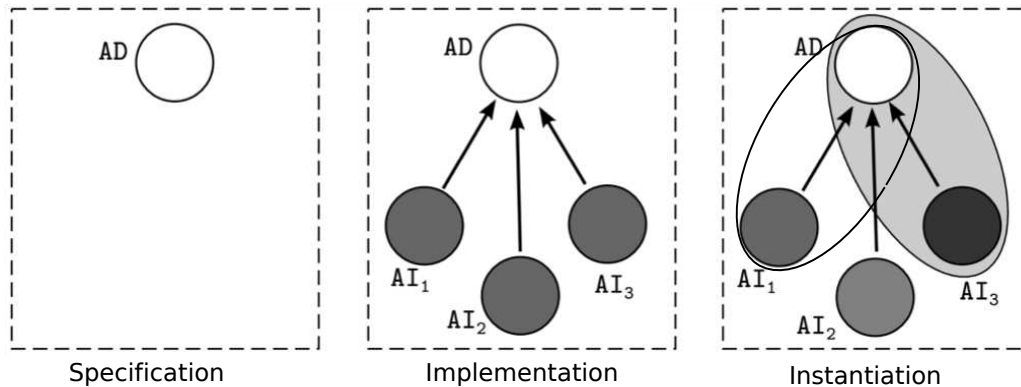 AD
Specification
AD
AI₁
AI₂
AI₃
Implementation
AD
AI₁
AI₂
AI₃
Instantiation